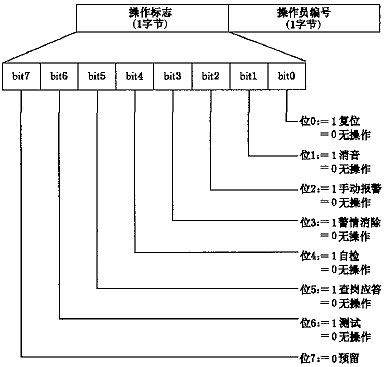 操作标志 操作员编号
(1字节) (1字节)
bit7 bit6 bit5 bit4 bit3 bit2 bit1 bit0
位0:=1复位
=0无操作
位1:=1消音
=0无操作
位2:=1手动报警
=0无操作
位3:=1警情消除
=0无操作
位4:=1自检
=0无操作
位5:=1查岗应答
=0无操作
位6:=1测试
=0无操作
位7:=0预留